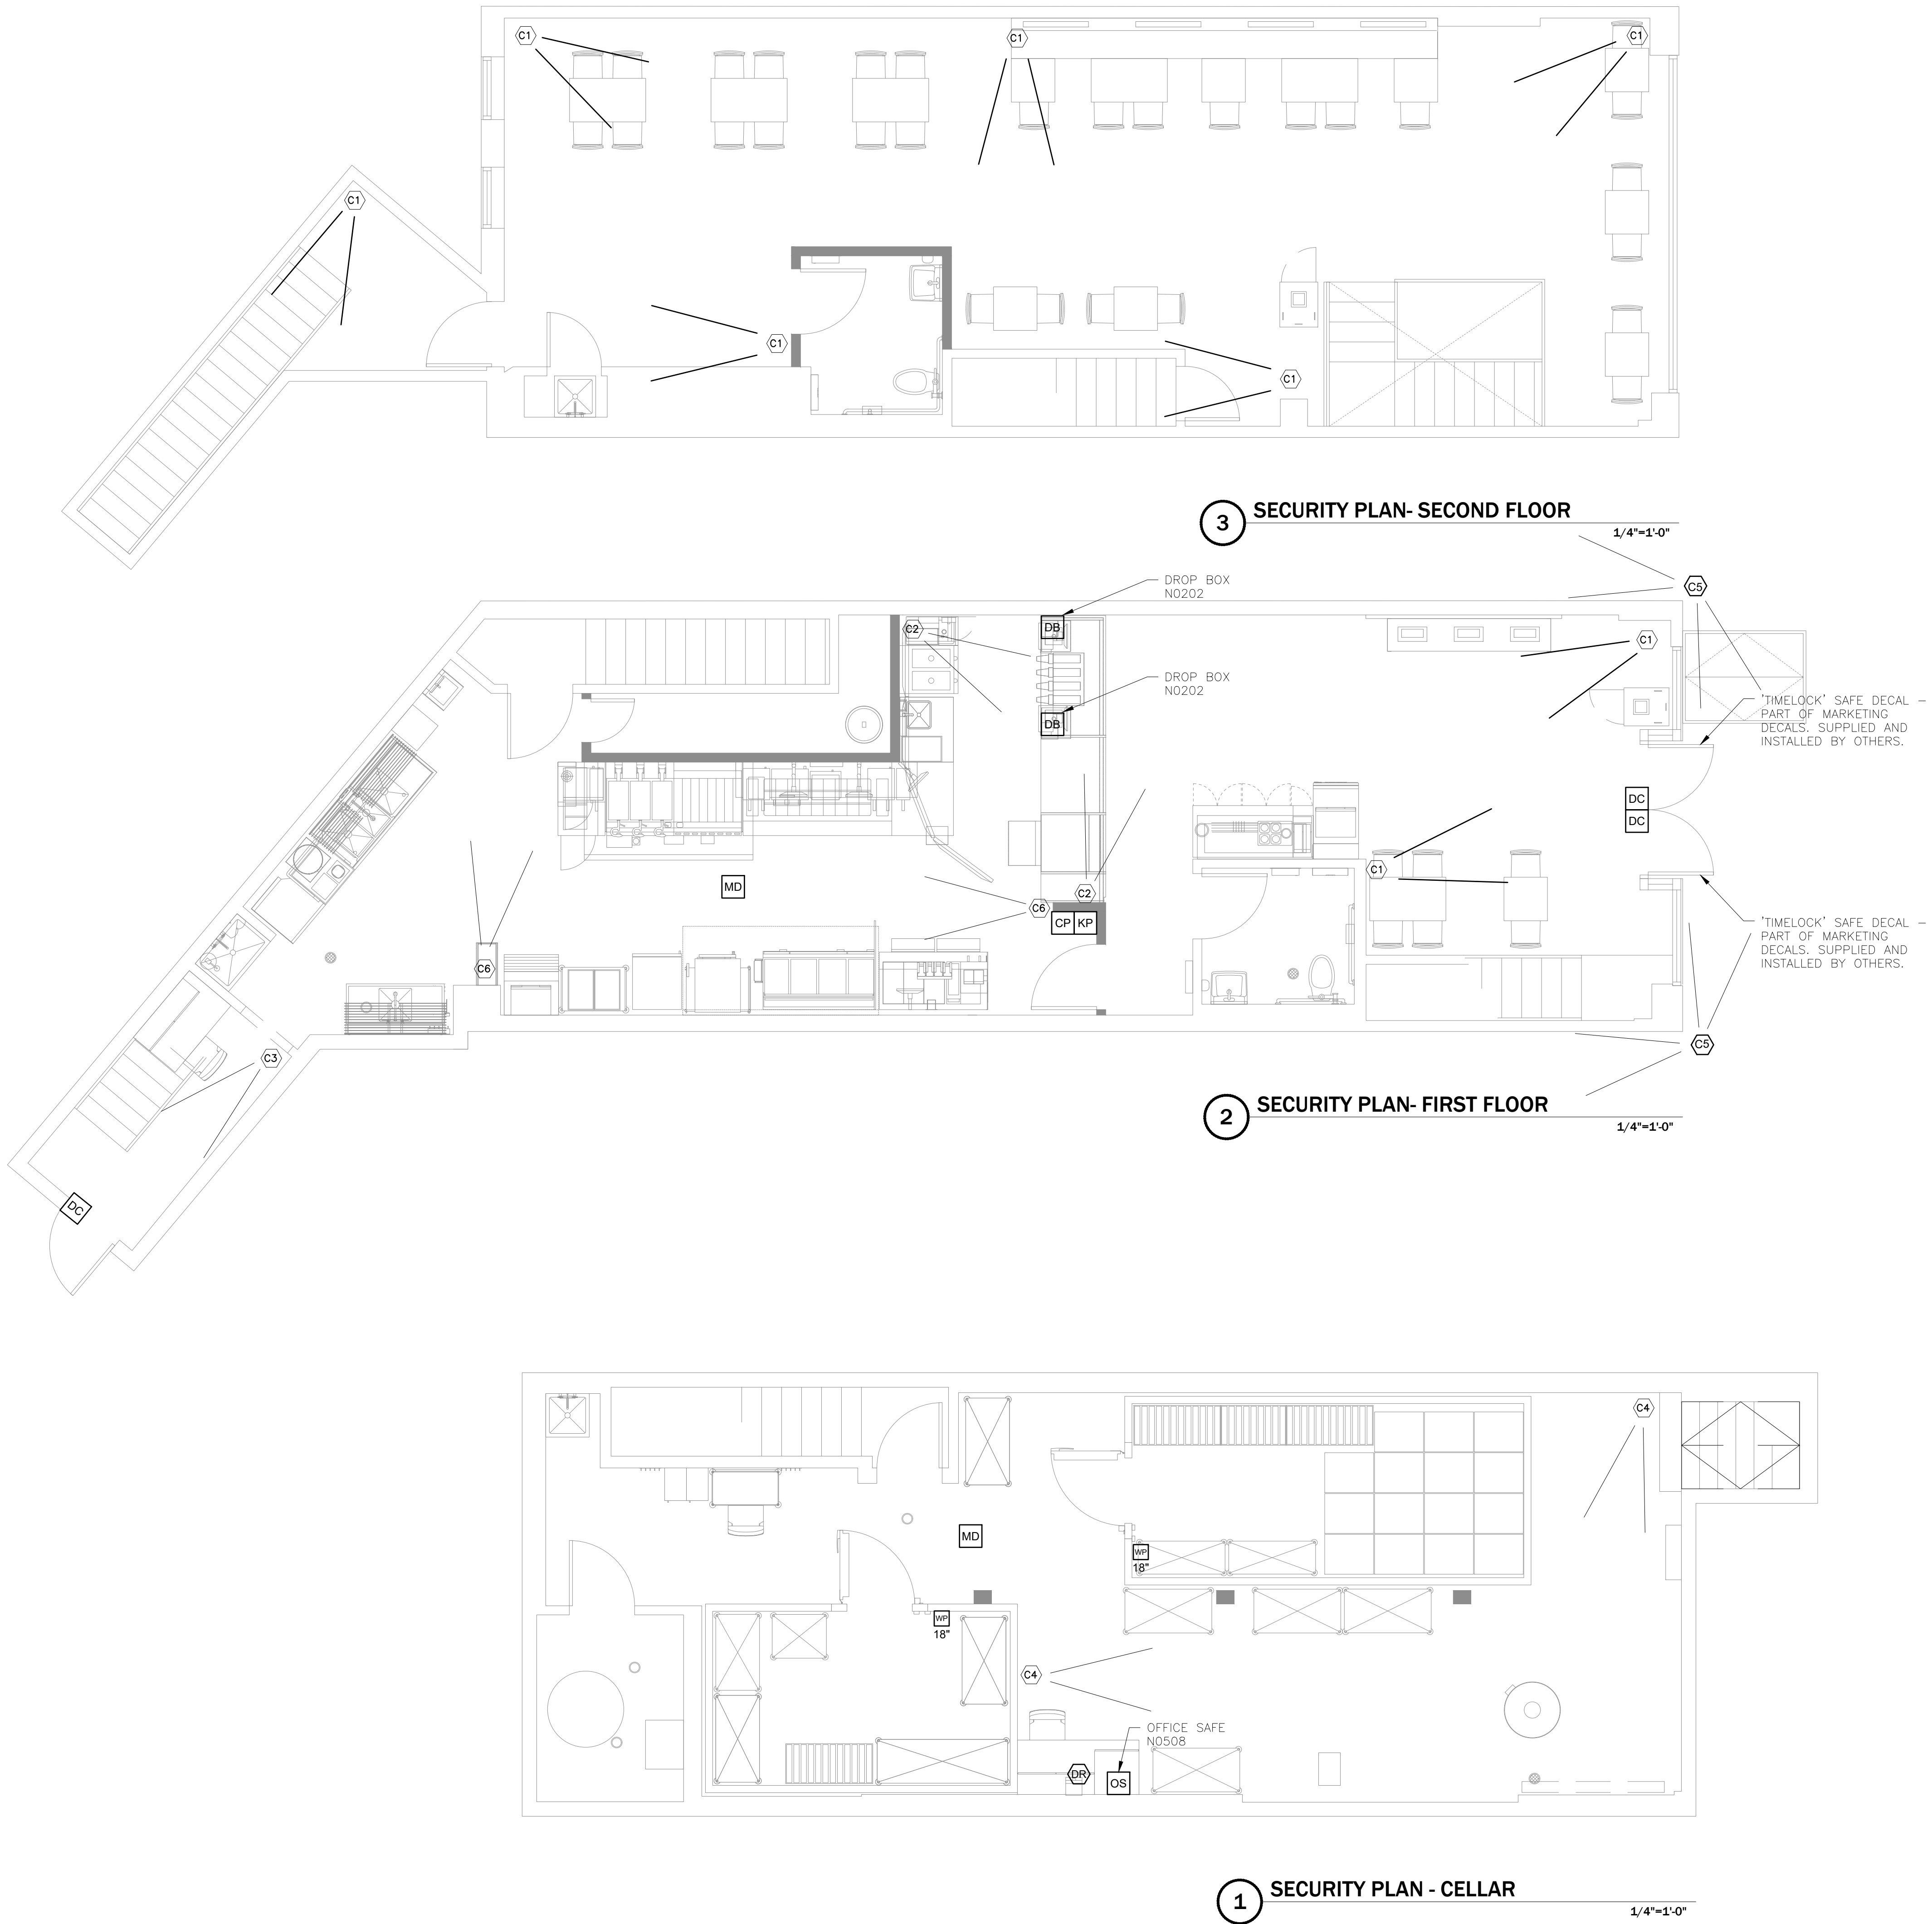 C1
C1
C1
C1
C1
C1
3
SECURITY PLAN- SECOND FLOOR
1/4"=1'-0"
DROP BOX
N0202
C5
C2
DB
C1
DROP BOX
N0202
DB
'TIMELOCK' SAFE DECAL –
PART OF MARKETING
DECALS. SUPPLIED AND
INSTALLED BY OTHERS.
DC
DC
C1
MD
C2
C6
CP KP
'TIMELOCK' SAFE DECAL –
PART OF MARKETING
DECALS. SUPPLIED AND
INSTALLED BY OTHERS.
C6
C5
C3
2
SECURITY PLAN- FIRST FLOOR
1/4"=1'-0"
DC
C4
MD
WP
18"
WP
18"
C4
OFFICE SAFE
N0508
DR
OS
1
SECURITY PLAN - CELLAR
1/4"=1'-0"